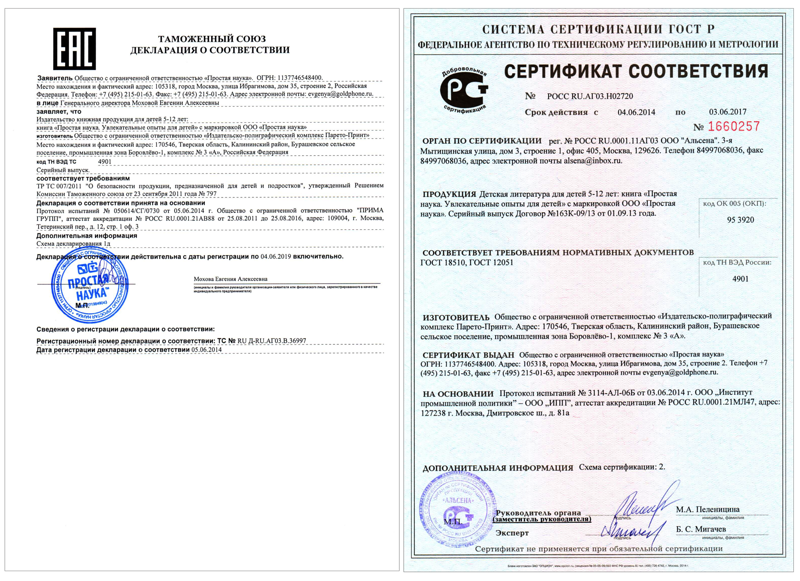 ЕАС
ТАМОЖЕННЫЙ СОЮЗ
ДЕКЛАРАЦИЯ О СООТВЕТСТВИИ
Заявитель Общество с ограниченной ответственностью «Простая наука». ОГРН: 1137746548400.
Место нахождения и фактический адрес: 105318, город Москва, улица Ибрагимова, дом 35, строение 2, Российская
Федерация. Телефон: +7 (495) 215-01-63. Факс: +7 (495) 215-01-63. Адрес электронной почты: evgenya@goldphone.ru
в лице Генерального директора Моховой Евгении Алексеевны
заявляет, что
Издательство книжная продукция для детей 5-12 лет:
книга «Простая Наука. Увлекательные опыты для детей» с маркировкой ООО «Простая наука»
изготовитель Общество с ограниченной ответственностью «Издательско-полиграфический комплекс Парето-Принт»
Место нахождения и фактический адрес: 170546, Тверская область, Калининский район, Бурашевское сельское
поселение, промышленная зона Боровлёво-1, комплекс № 3 «А», Российская Федерация
код ТН ВЭД ТС 4901
Серийный выпуск.
соответствует требованиям
ТР ТС 007/2011 "О безопасности продукции, предназначенной для детей и подростков", утвержденный Решением
Комиссии Таможенного союза от 23 сентября 2011 года № 797
Декларация о соответствии принята на основании
Протокол испытаний № 050614/СТ/0730 от 05.06.2014 г. Общество с ограниченной ответственностью "ПРИМА
ГРУПП", аттестат аккредитации № РОСС RU.0001.21АВ88 от 25.08.2011 до 25.08.2016, адрес: 109004, г. Москва,
Тетеринский пер., д. 12, стр. 1 оф. 3
Дополнительная информация
Схема декларирования 1д
Декларация о соответствии действительна с даты регистрации по 04.06.2019 включительно.
ПРОСТАЯ
НАУКА
М.П.
Мохова Евгения Алексеевна
Сведения о регистрации декларации о соответствии:
Регистрационный номер декларации о соответствии: ТС № RU Д-RU.АГ03.В.36997
Дата регистрации декларации о соответствии 05.06.2014
СИСТЕМА СЕРТИФИКАЦИИ ГОСТ Р
ФЕДЕРАЛЬНОЕ АГЕНТСТВО ПО ТЕХНИЧЕСКОМУ РЕГУЛИРОВАНИЮ И МЕТРОЛОГИИ
Добровольная
сертификация
СЕРТИФИКАТ СООТВЕТСТВИЯ
№ РОСС RU.АГ03.Н02720
Срок действия с 04.06.2014 по 03.06.2017
№ 1660257
ОРГАН ПО СЕРТИФИКАЦИИ рег. № РОСС RU.0001.11АГ03 ООО "Альсена". 3-я
Мытищинская улица, дом 3, строение 1, офис 405, Москва, 129626. Телефон 84997068036, факс
84997068036, адрес электронной почты alsena@inbox.ru.
ПРОДУКЦИЯ Детская литература для детей 5-12 лет: книга «Простая
наука. Увлекательные опыты для детей» с маркировкой ООО «Простая
наука». Серийный выпуск Договор №163К-09/13 от 01.09.13 года.
код ОК 005 (ОКП):
95 3920
СООТВЕТСТВУЕТ ТРЕБОВАНИЯМ НОРМАТИВНЫХ ДОКУМЕНТОВ
ГОСТ 18510, ГОСТ 12051
код ТН ВЭД России:
4901
ИЗГОТОВИТЕЛЬ Общество с ограниченной ответственностью «Издательско-полиграфический
комплекс Парето-Принт». Адрес: 170546, Тверская область, Калининский район, Бурашевское
сельское поселение, промышленная зона Боровлёво-1, комплекс № 3 «А».
СЕРТИФИКАТ ВЫДАН Общество с ограниченной ответственностью «Простая наука»
ОГРН: 1137746548400. Адрес: 105318, город Москва, улица Ибрагимова, дом 35, строение 2. Телефон +7
(495) 215-01-63, факс +7 (495) 215-01-63, адрес электронной почты evgenya@goldphone.ru.
НА ОСНОВАНИИ Протокол испытаний № 3114-АЛ-06Б от 03.06.2014 г. ООО „Институт
промышленной политики” – ООО „ИПП”, аттестат аккредитации № РОСС RU.0001.21МЛ47, адрес:
127238 г. Москва, Дмитровское ш., д. 81а
ДОПОЛНИТЕЛЬНАЯ ИНФОРМАЦИЯ Схема сертификации: 2.
"АЛЬСЕНА"
М.П.
Руководитель органа
(заместитель руководителя)
подпись
М.А. Пеленицина
инициалы, фамилия
Эксперт
подпись
Б. С. Мигачев
инициалы, фамилия
Сертификат не применяется при обязательной сертификации